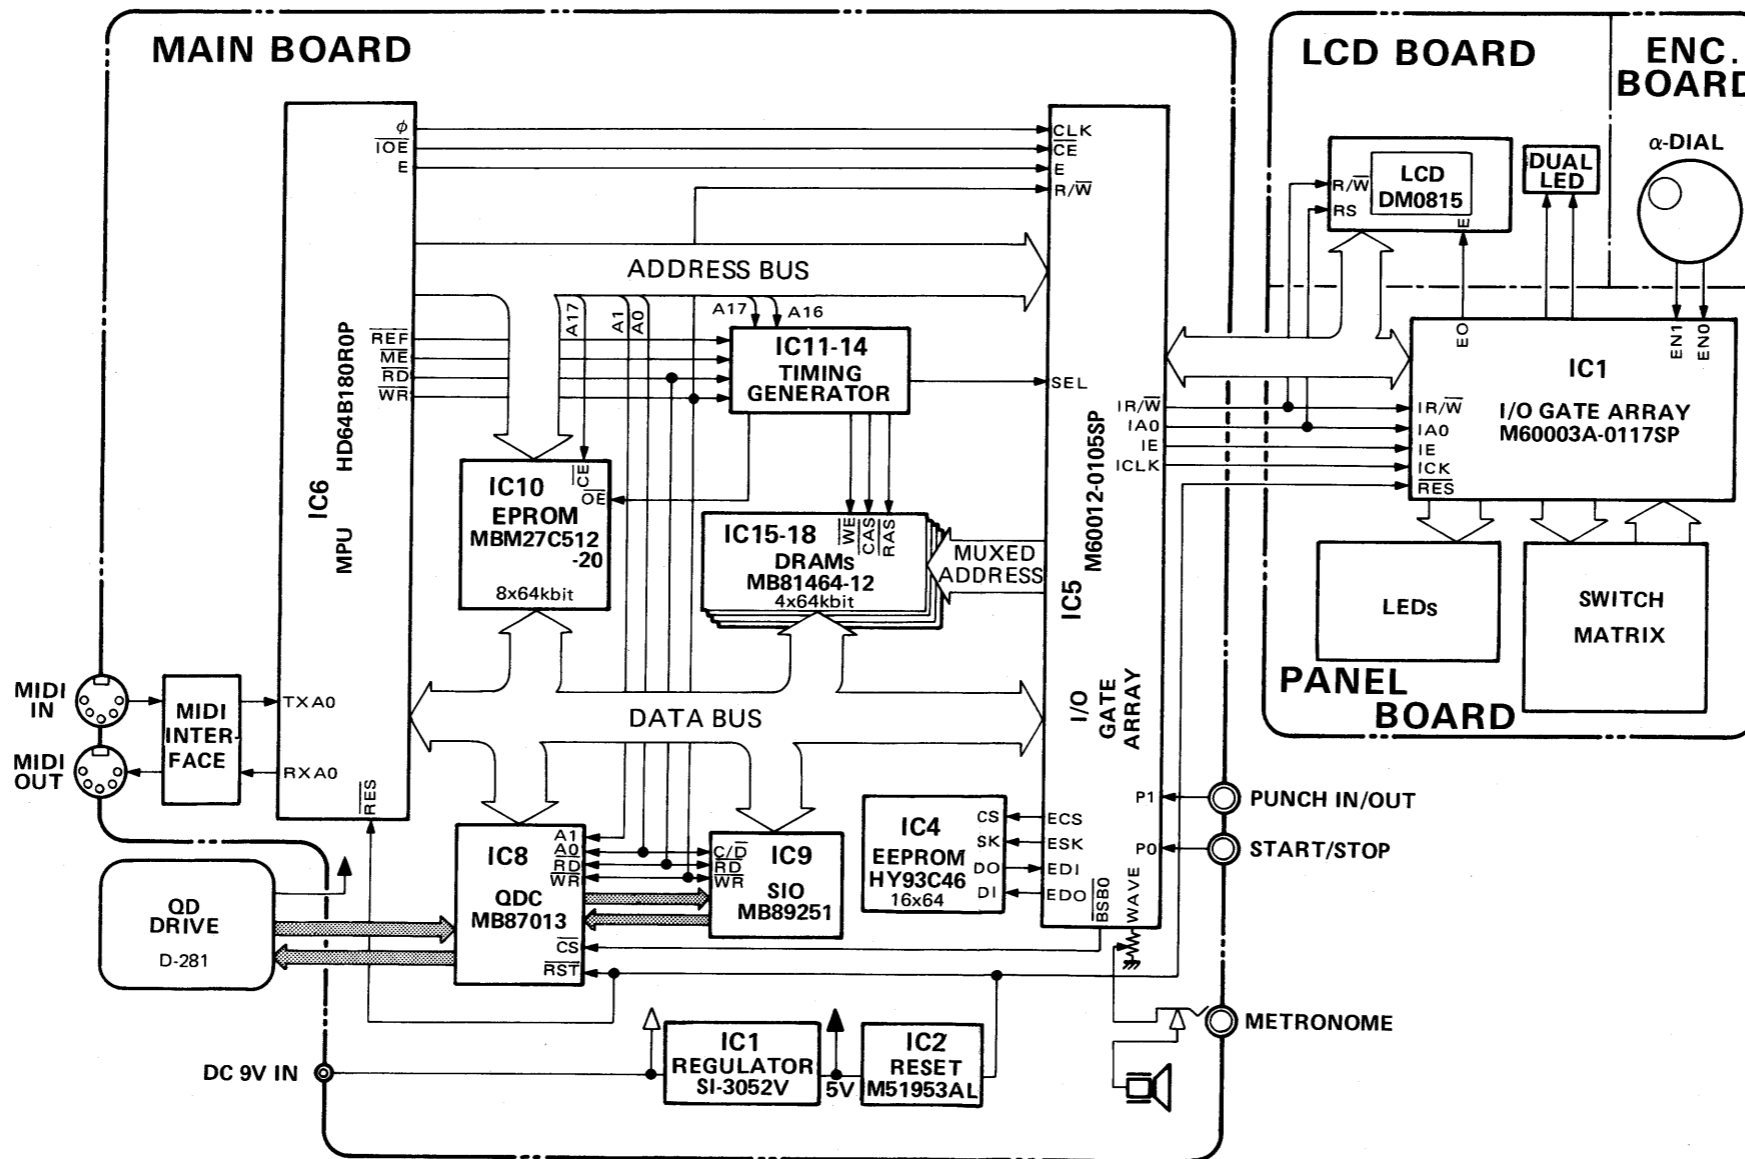 MAIN BOARD
LCD BOARD
ENC.
BOARD
φ
IOE
E
CLK
CE
E
R/W
ADDRESS BUS
A17
A1
A0
A17
A16
REF
ME
RD
WR
IC6
MPU HD64B180R0P
IC11-14
TIMING
GENERATOR
SEL
IC10
EPROM
MBM27C512
-20
8x64kbit
CE
OE
IC15-18
DRAMs
MB81464-12
4x64kbit
WE
CAS
RAS
MUXED
ADDRESS
IC5
M60012-0105SP
I/O
GATE
ARRAY
IR/W
IA0
IE
ICLK
R/W
RS
LCD
DM0815
E
DUAL
LED
α-DIAL
EO
EN1
EN0
IC1
I/O GATE ARRAY
M60003A-0117SP
IR/W
IA0
IE
ICK
RES
LEDs
SWITCH
MATRIX
PANEL
BOARD
MIDI
IN
MIDI
OUT
MIDI
INTER-
FACE
TXA0
RXA0
RES
DATA BUS
QD
DRIVE
D-281
IC8
QDC
MB87013
A1
A0
RD
WR
CS
RST
C/D
RD
WR
IC9
SIO
MB89251
IC4
EEPROM
HY93C46
16x64
CS
SK
DO
DI
ECS
ESK
EDI
EDO
BSB0
WAVE
P1
P0
PUNCH IN/OUT
START/STOP
METRONOME
DC 9V IN
IC1
REGULATOR
SI-3052V
5V
IC2
RESET
M51953AL